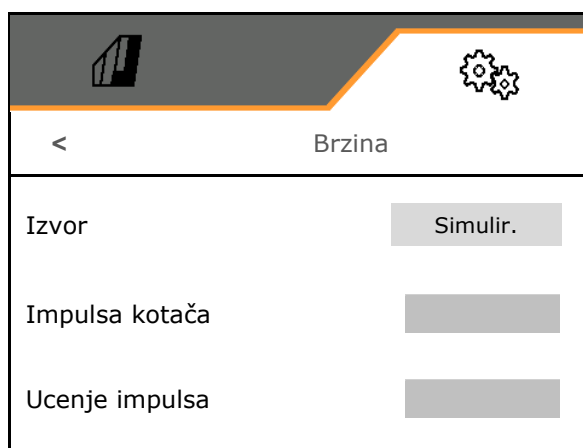 < Brzina
Izvor Simulir.
Impulsa kotača
Ucenje impulsa